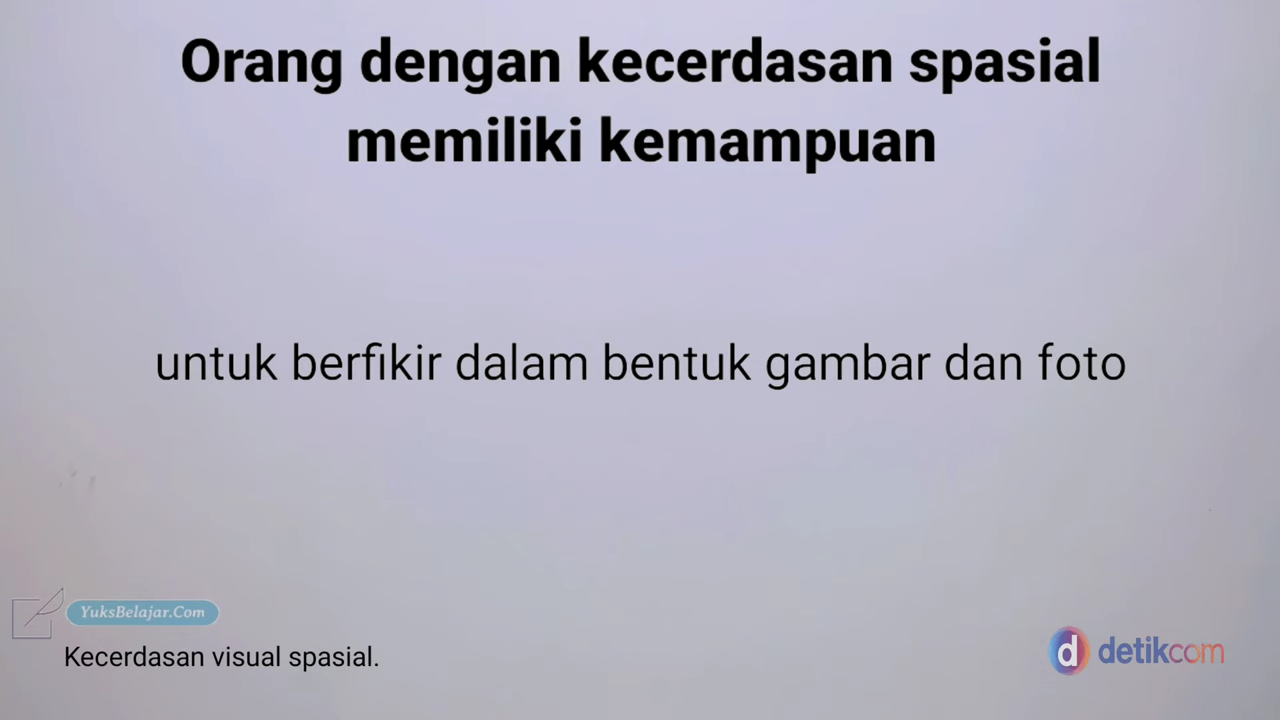 Orang dengan kecerdasan spasial
memiliki kemampuan
untuk berfikir dalam bentuk gambar dan foto
YuksBelajar.Com
Kecerdasan visual spasial.
d detikcom